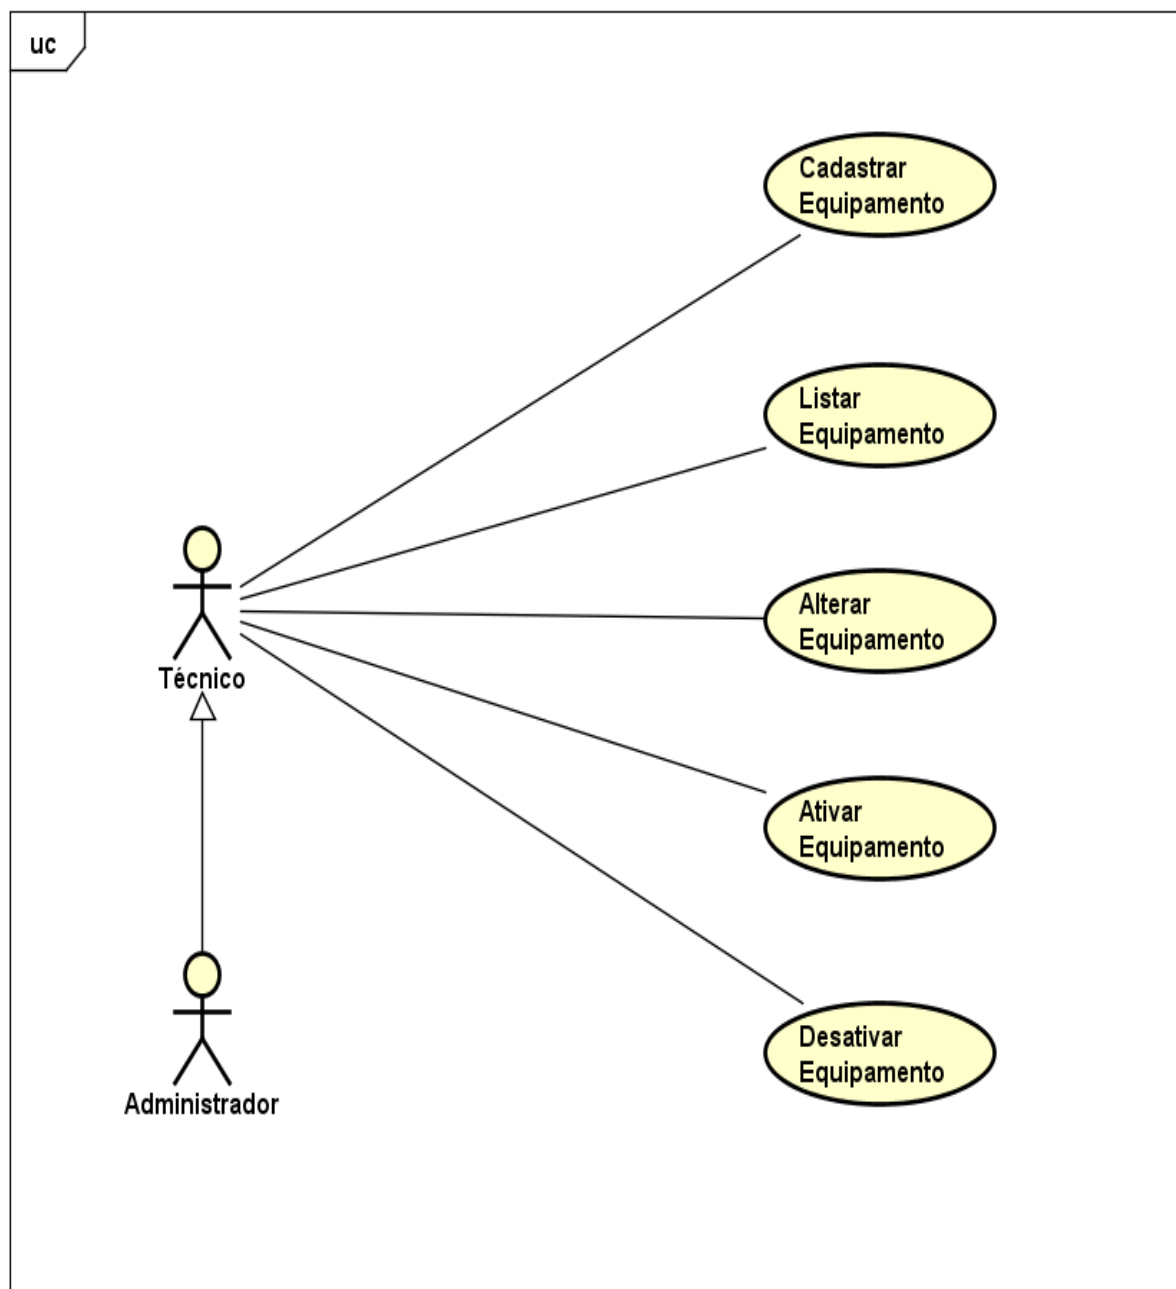 uc
Cadastrar
Equipamento
Listar
Equipamento
Técnico
Alterar
Equipamento
Ativar
Equipamento
Administrador
Desativar
Equipamento